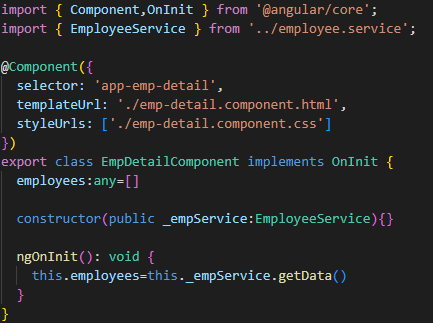 import { Component,OnInit } from '@angular/core';
import { EmployeeService } from '../employee.service';

@Component({
  selector: 'app-emp-detail',
  templateUrl: './emp-detail.component.html',
  styleUrls: ['./emp-detail.component.css']
})
export class EmpDetailComponent implements OnInit {
  employees:any=[]

  constructor(public _empService:EmployeeService){}

  ngOnInit(): void {
    this.employees=this._empService.getData()
  }
}